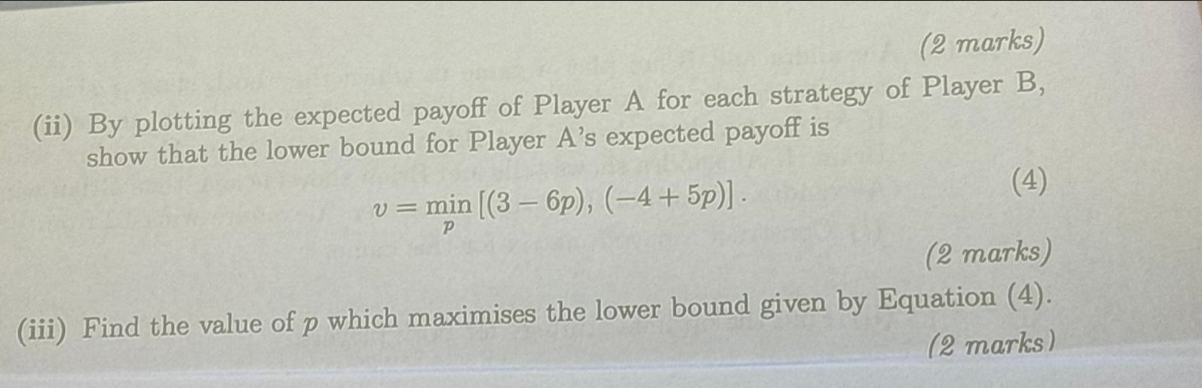 (2 marks)
(ii) By plotting the expected payoff of Player A for each strategy of Player B,
show that the lower bound for Player A's expected payoff is
v = min [(3 − 6p), (−4 + 5p)]. (4)
p
(2 marks)
(iii) Find the value of p which maximises the lower bound given by Equation (4).
(2 marks)